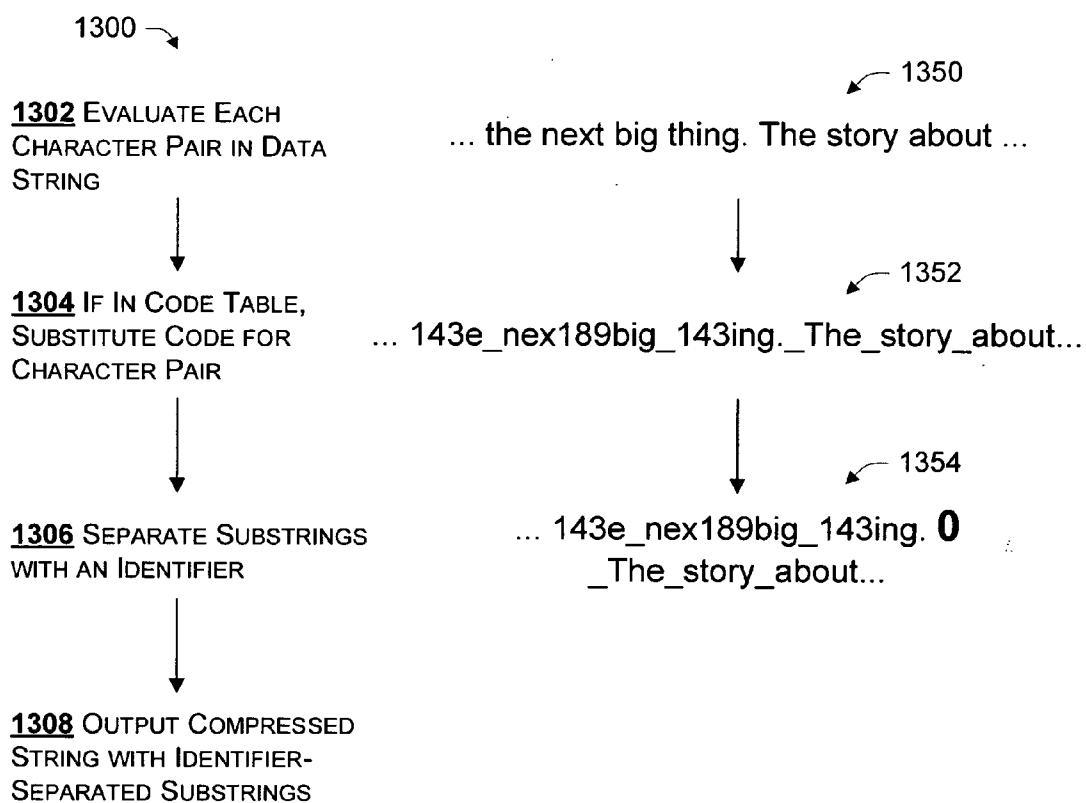 1300
1302 EVALUATE EACH
CHARACTER PAIR IN DATA
STRING
1350
... the next big thing. The story about ...
1304 IF IN CODE TABLE,
SUBSTITUTE CODE FOR
CHARACTER PAIR
1352
... 143e_nex189big_143ing._The_story_about...
1306 SEPARATE SUBSTRINGS
WITH AN IDENTIFIER
1354
... 143e_nex189big_143ing. 0
_The_story_about...
1308 OUTPUT COMPRESSED
STRING WITH IDENTIFIER-
SEPARATED SUBSTRINGS